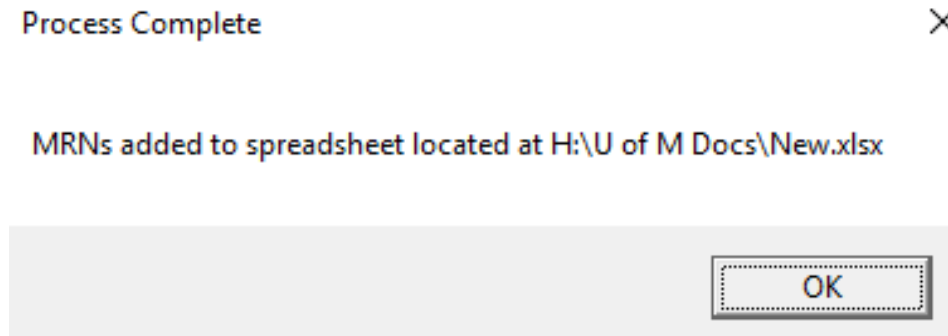 Process Complete
MRNs added to spreadsheet located at H:\U of M Docs\New.xlsx
OK